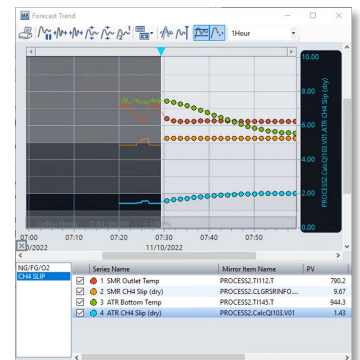 Forecast Trend
1Hour
10.00
8.00
6.00
4.00
2.00
0.00
PROCESS2.CalcQI103.V01.ATR CH4 Slip (dry)
07:00 07:10 07:20 07:30 07:40 07:50
11/10/2022
NG/FG/O2
CH4 SLIP
Series Name Mirror Item Name PV
1 SMR Outlet Temp PROCESS2.TI112.T 790.2
2 SMR CH4 Slip (dry) PROCESS2.CLGRSRINFO.... 9.67
3 ATR Bottom Temp PROCESS2.TI145.T 944.3
4 ATR CH4 Slip (dry) PROCESS2.CalcQI103.V01 1.43